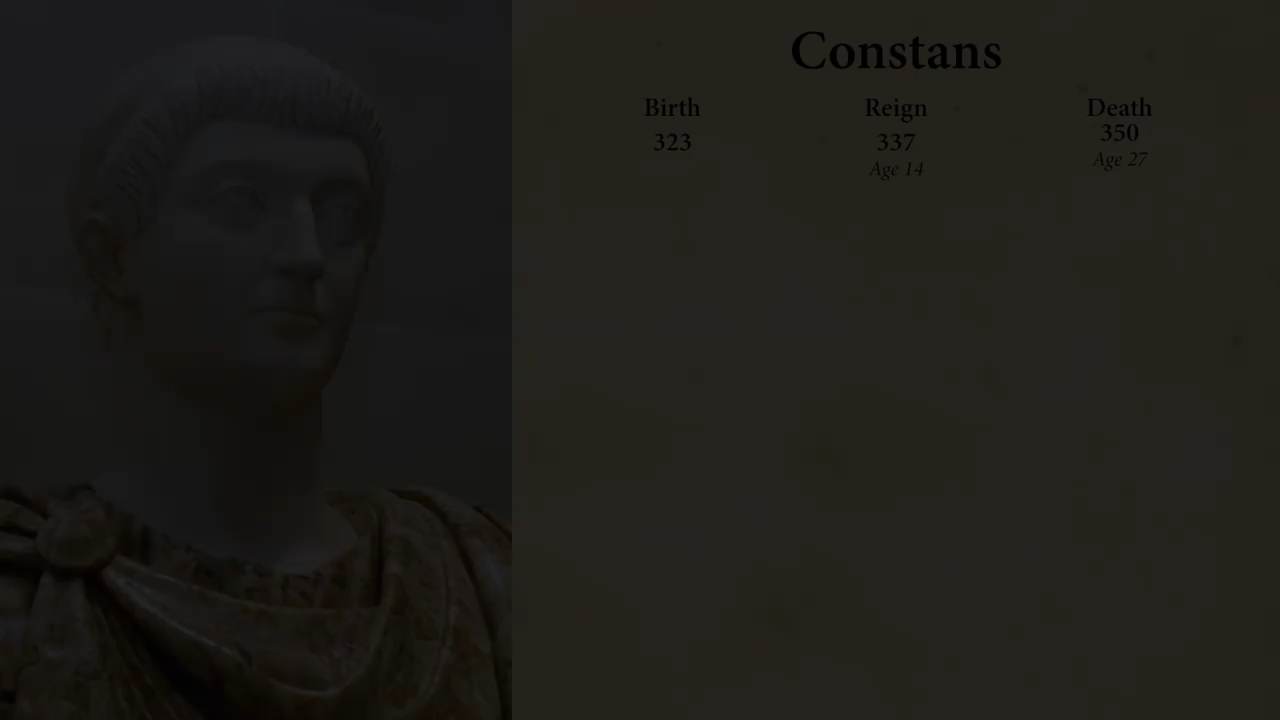 Constans
Birth
323
Reign
337
Age 14
Death
350
Age 27